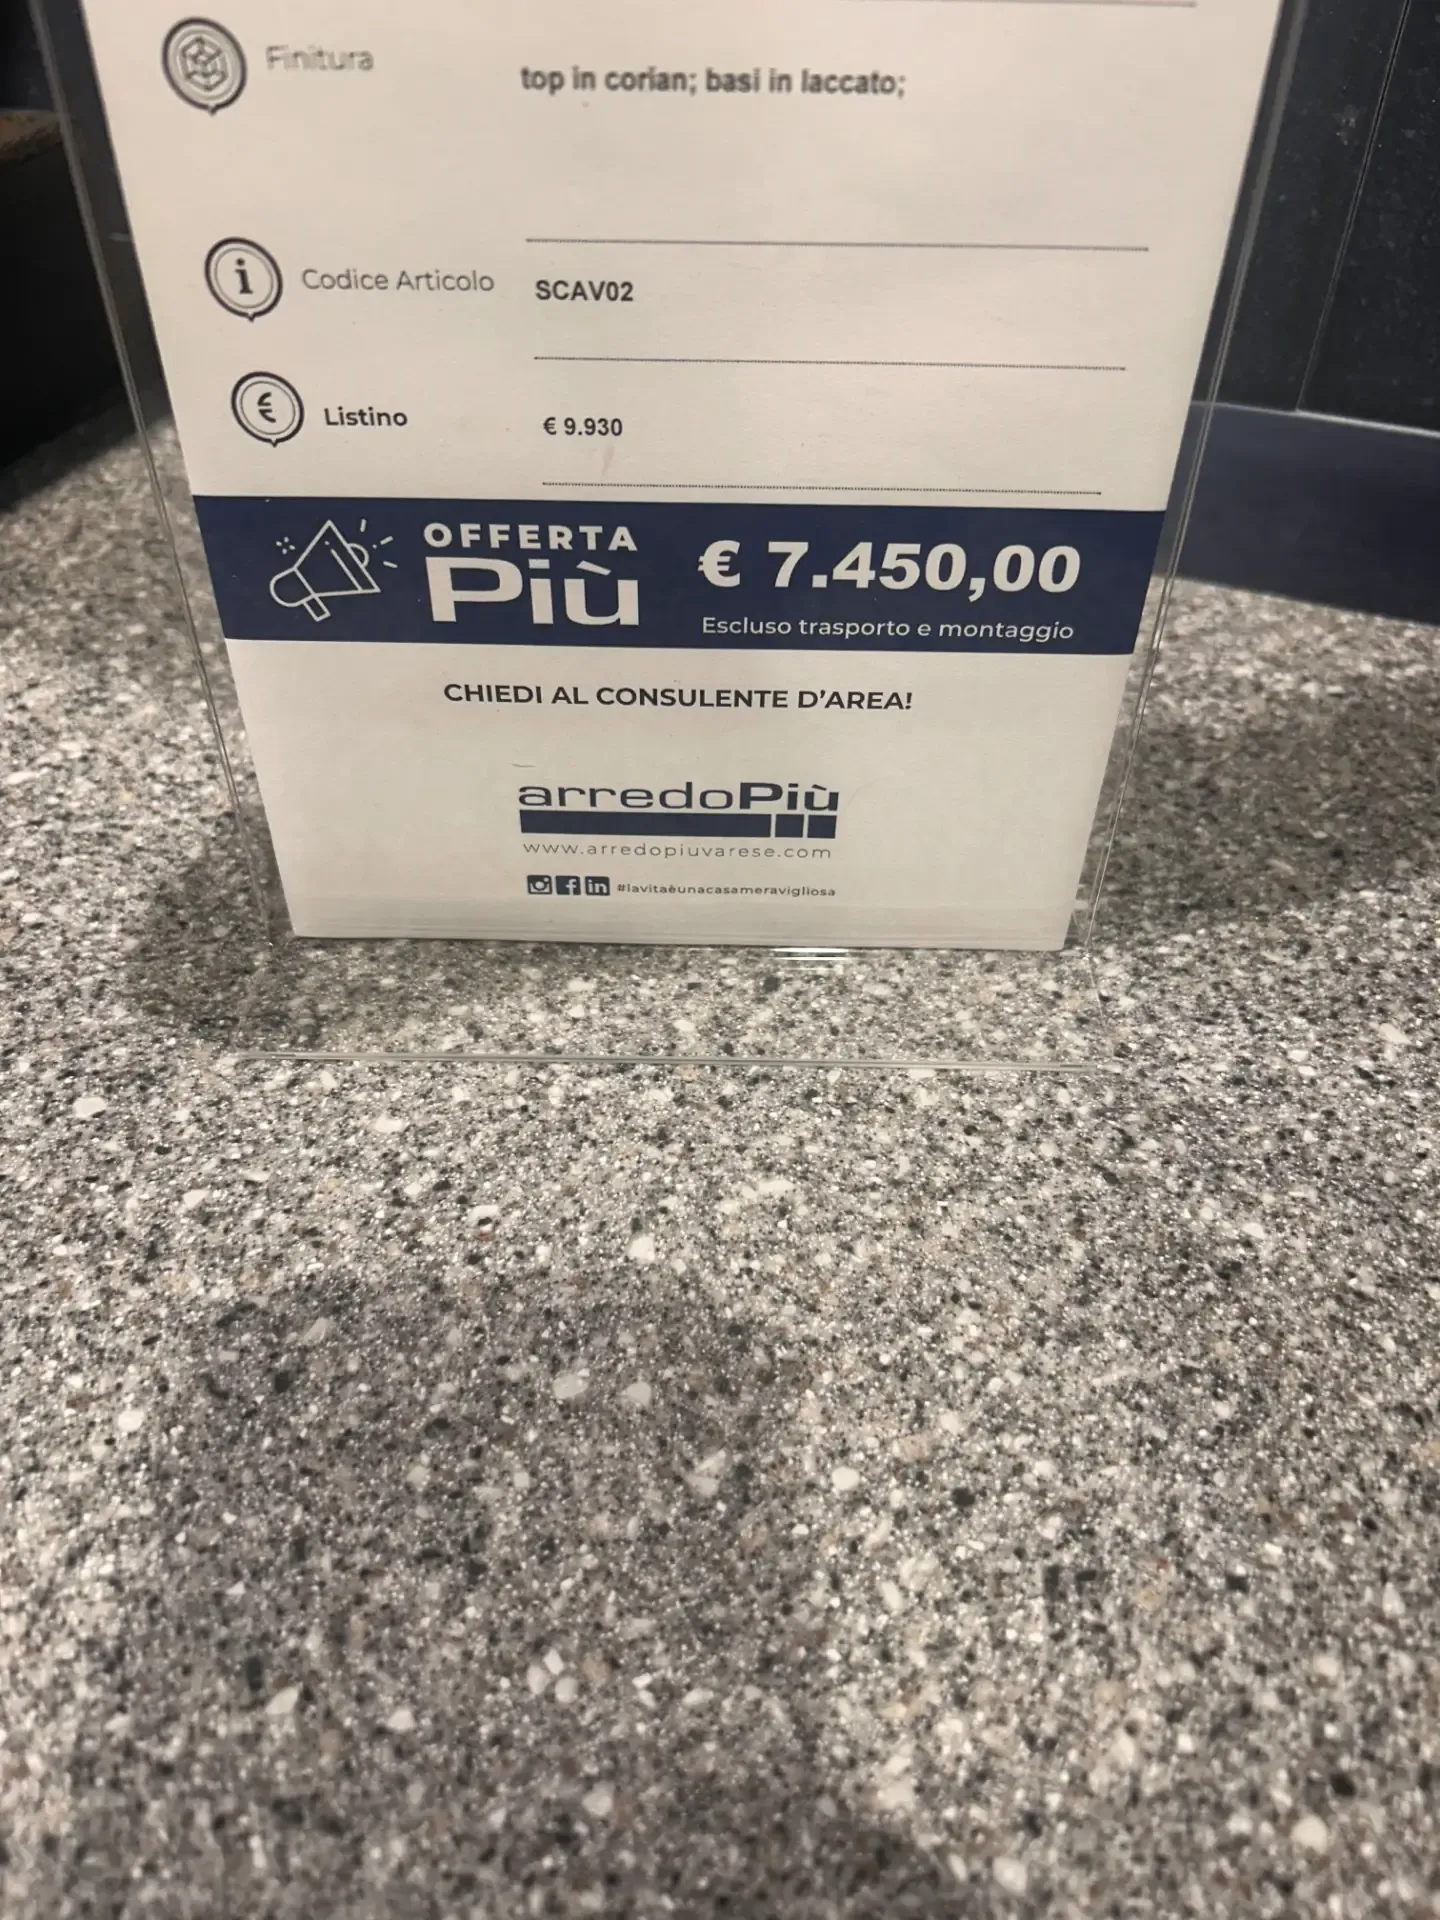 Finitura
top in corian; basi in laccato;
Codice Articolo
SCAV02
Listino
€ 9.930
OFFERTA
Più
€ 7.450,00
Escluso trasporto e montaggio
CHIEDI AL CONSULENTE D'AREA!
arredoPiù
www.arredopiuvarese.com
#lavitaèunacasameravigliosa